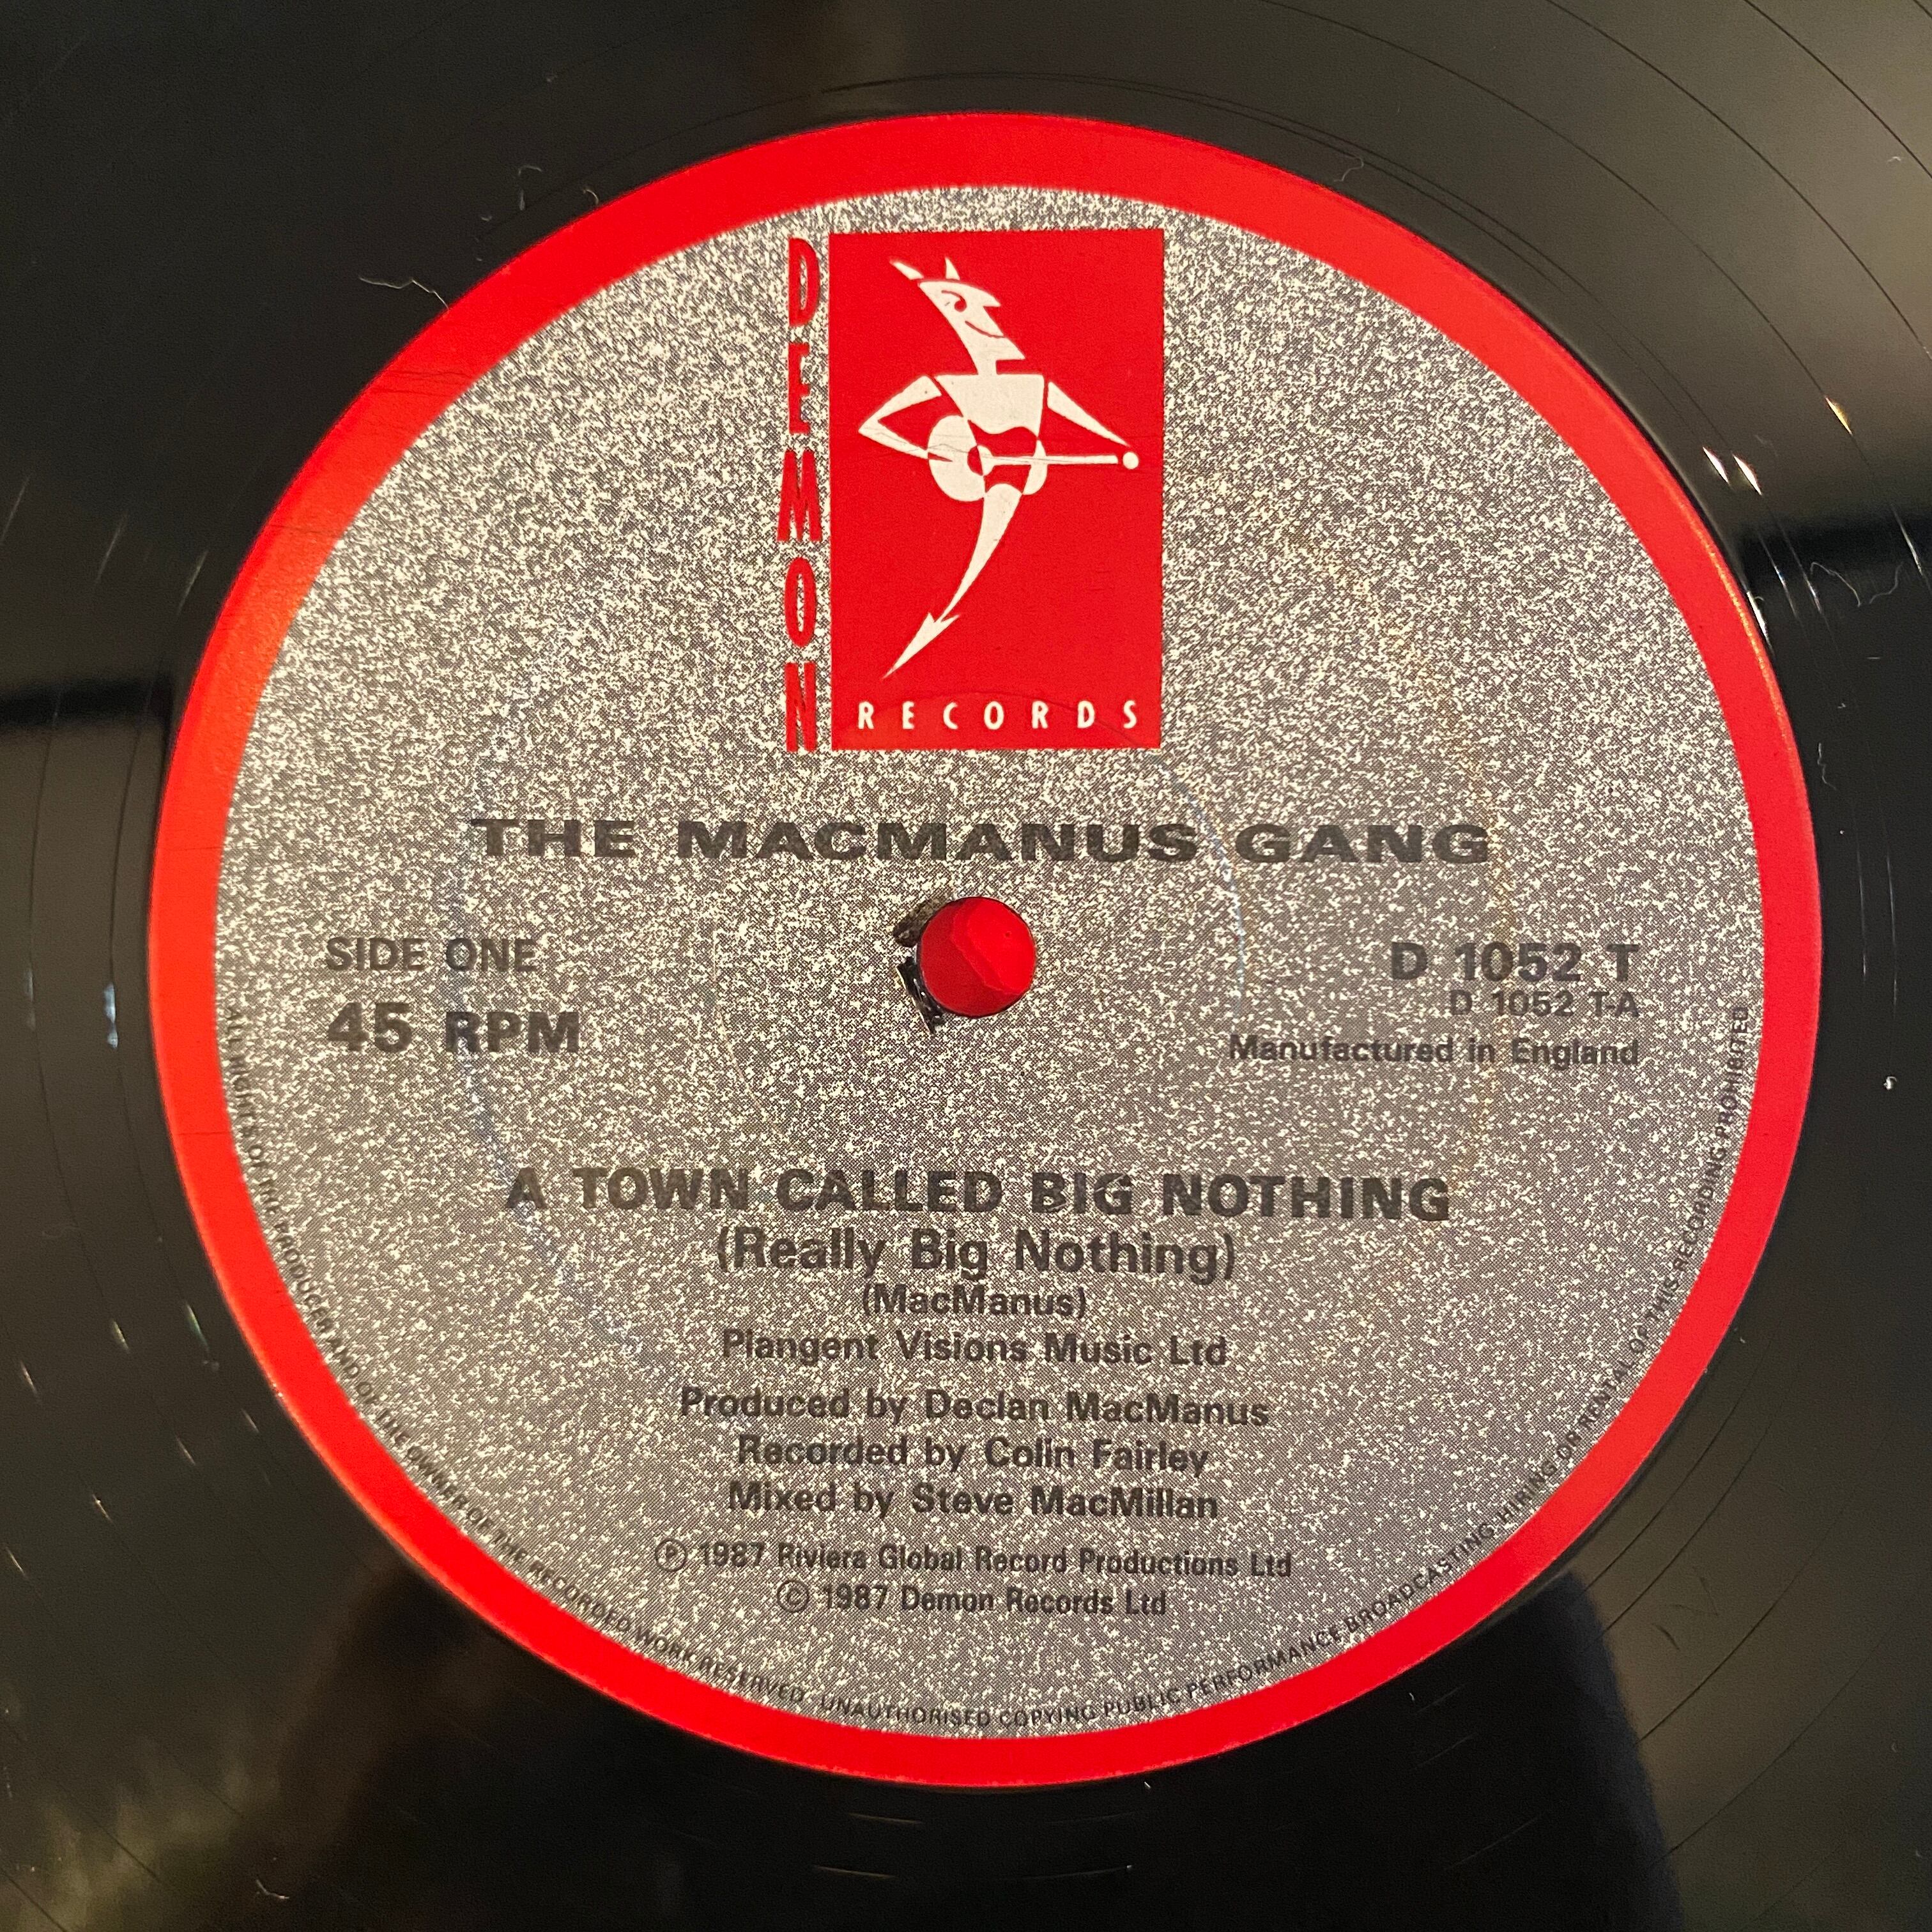 DEMON
RECORDS
THE MACMANUS GANG
SIDE ONE
45 RPM
D 1052 T
D 1052 T-A
Manufactured in England
A TOWN CALLED BIG NOTHING
(Really Big Nothing)
(MacManus)
Plangent Visions Music Ltd
Produced by Declan MacManus
Recorded by Colin Fairley
Mixed by Steve MacMillan
℗ 1987 Riviera Global Record Productions Ltd
© 1987 Demon Records Ltd
ALL RIGHTS OF THE PRODUCER AND OF THE OWNER OF THE RECORDED WORK RESERVED UNAUTHORISED COPYING PUBLIC PERFORMANCE BROADCASTING HIRING OR RENTAL OF THIS RECORDING PROHIBITED